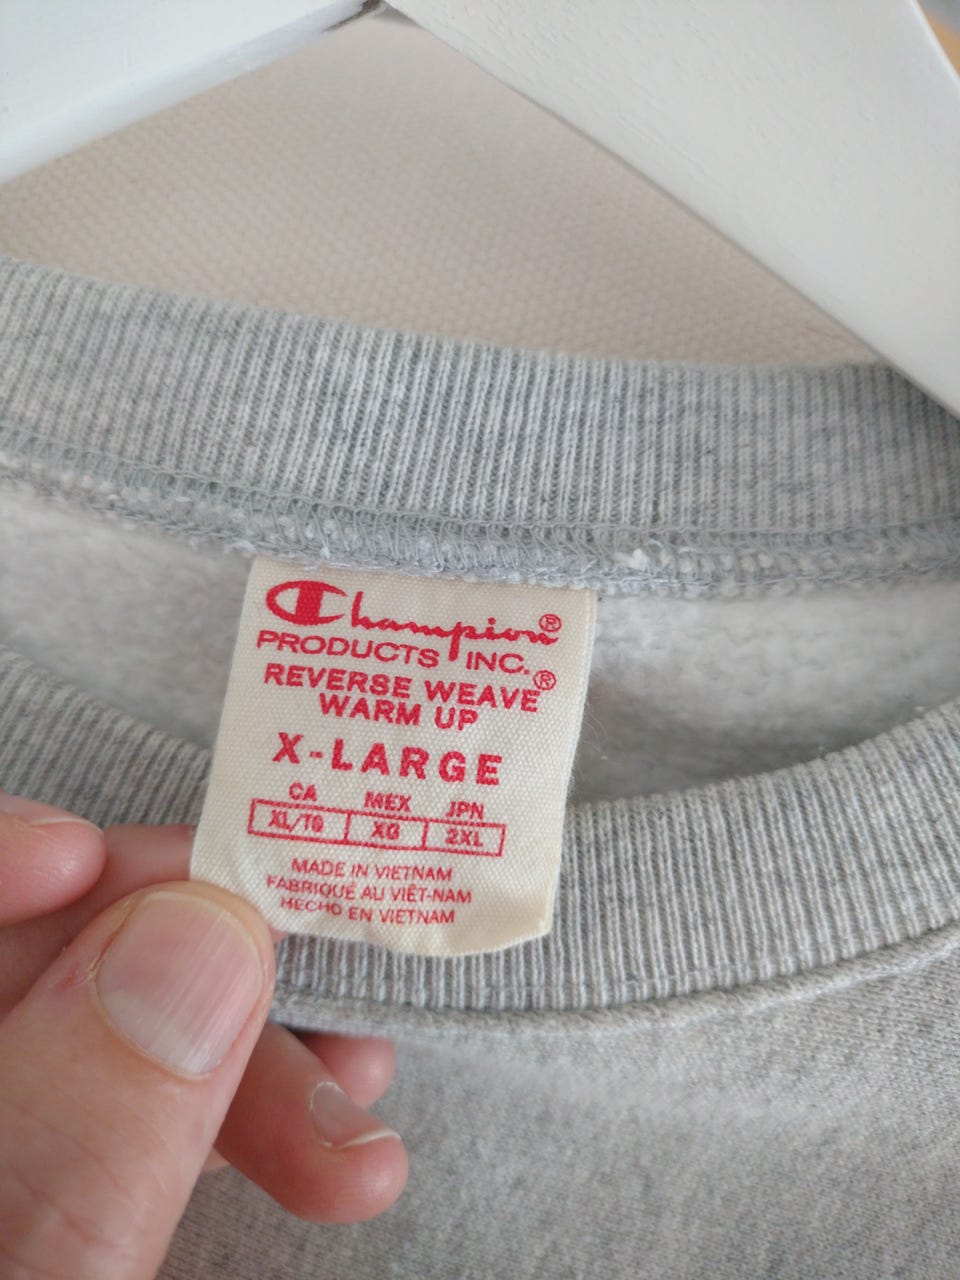 Champion®
PRODUCTS INC.
REVERSE WEAVE®
WARM UP
X-LARGE
CA MEX JPN
XL/TG XG 2XL
MADE IN VIETNAM
FABRIQUÉ AU VIÊT-NAM
HECHO EN VIETNAM